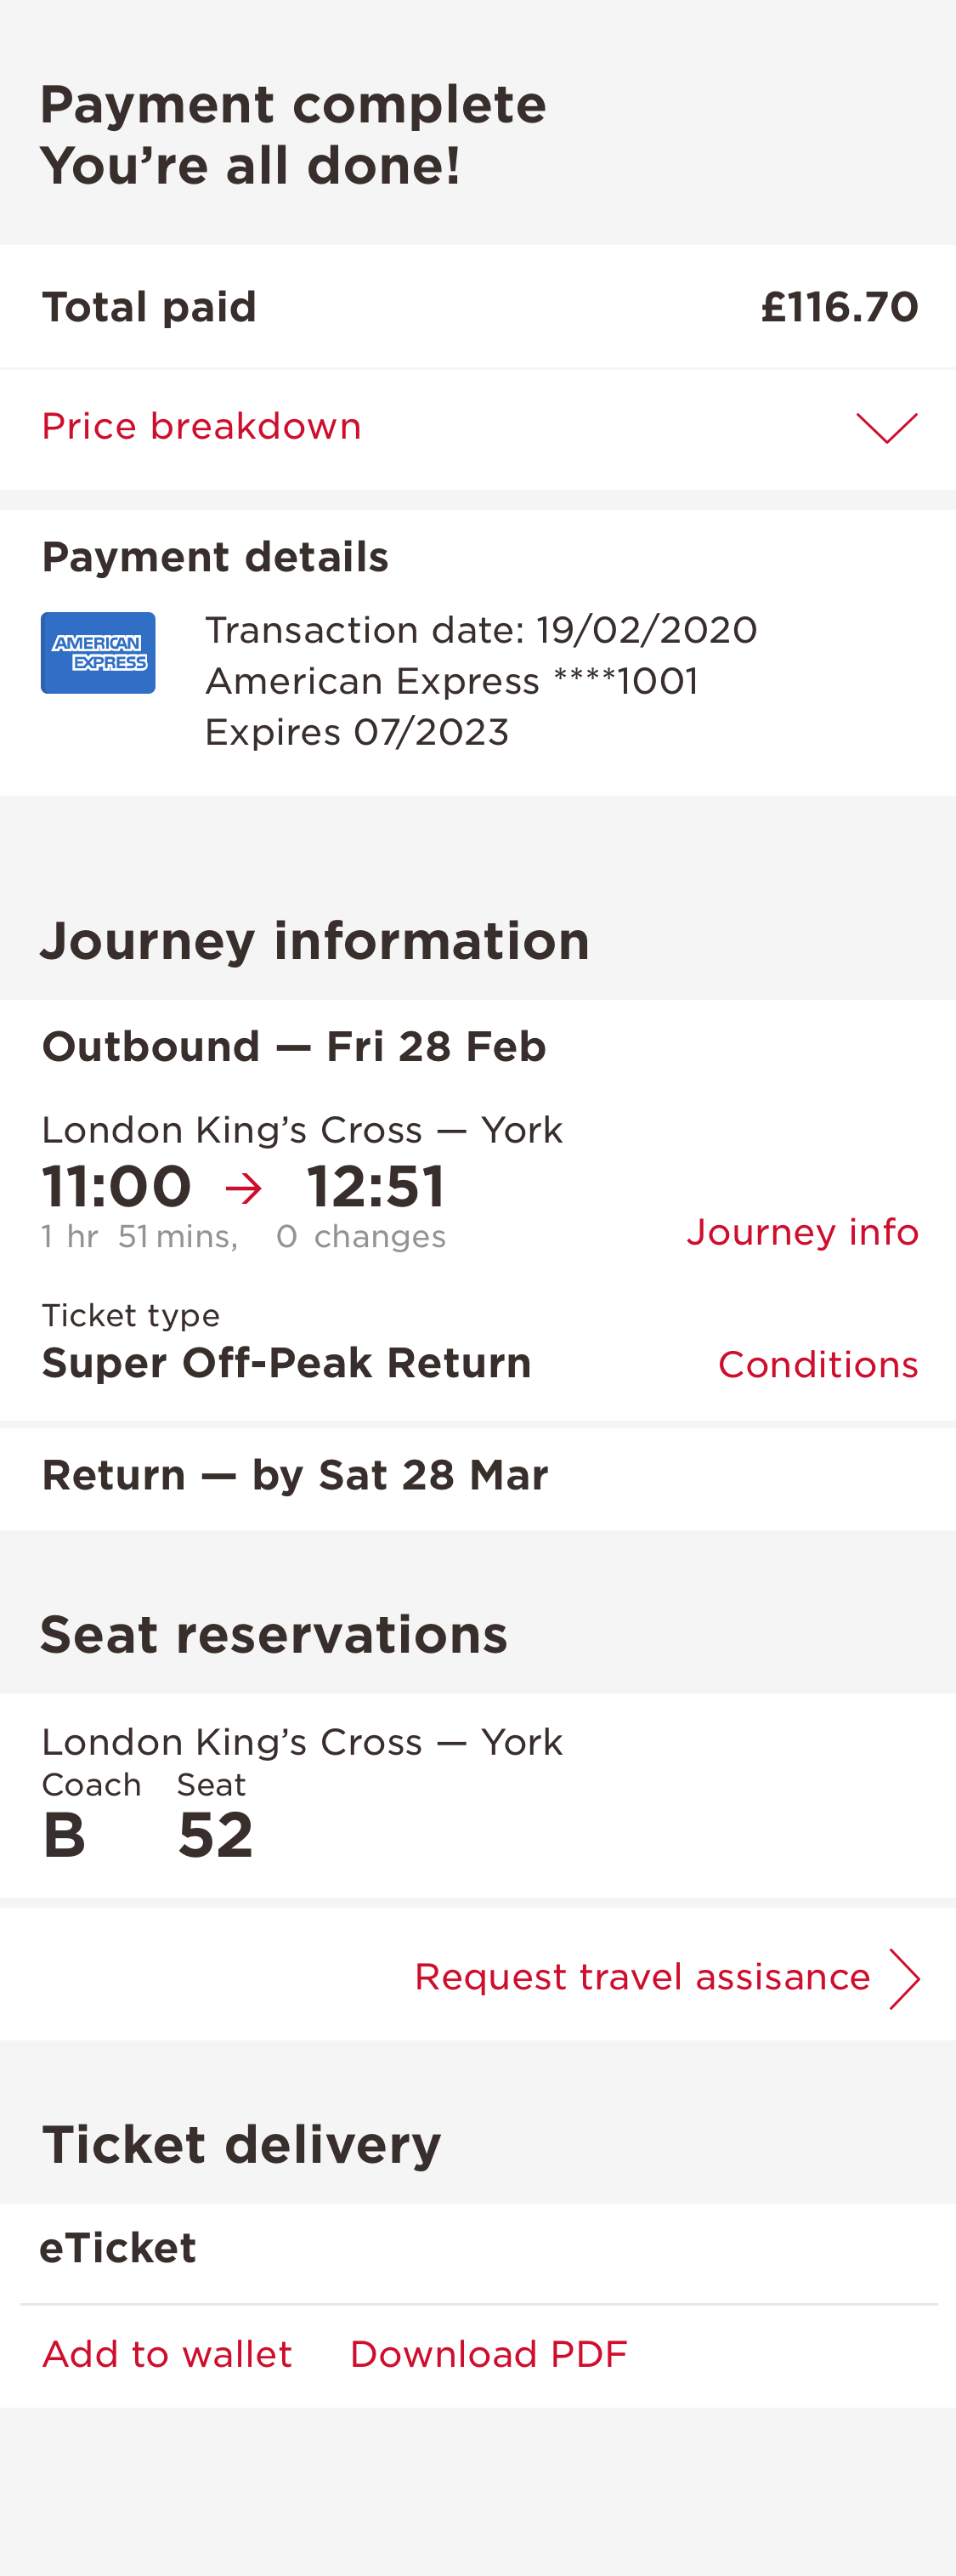 Payment complete
You’re all done!
Total paid £116.70
Price breakdown
Payment details
AMERICAN
EXPRESS
Transaction date: 19/02/2020
American Express ****1001
Expires 07/2023
Journey information
Outbound — Fri 28 Feb
London King’s Cross — York
11:00 → 12:51
1 hr 51 mins, 0 changes
Journey info
Ticket type
Super Off-Peak Return
Conditions
Return — by Sat 28 Mar
Seat reservations
London King’s Cross — York
Coach Seat
B 52
Request travel assisance
Ticket delivery
eTicket
Add to wallet Download PDF